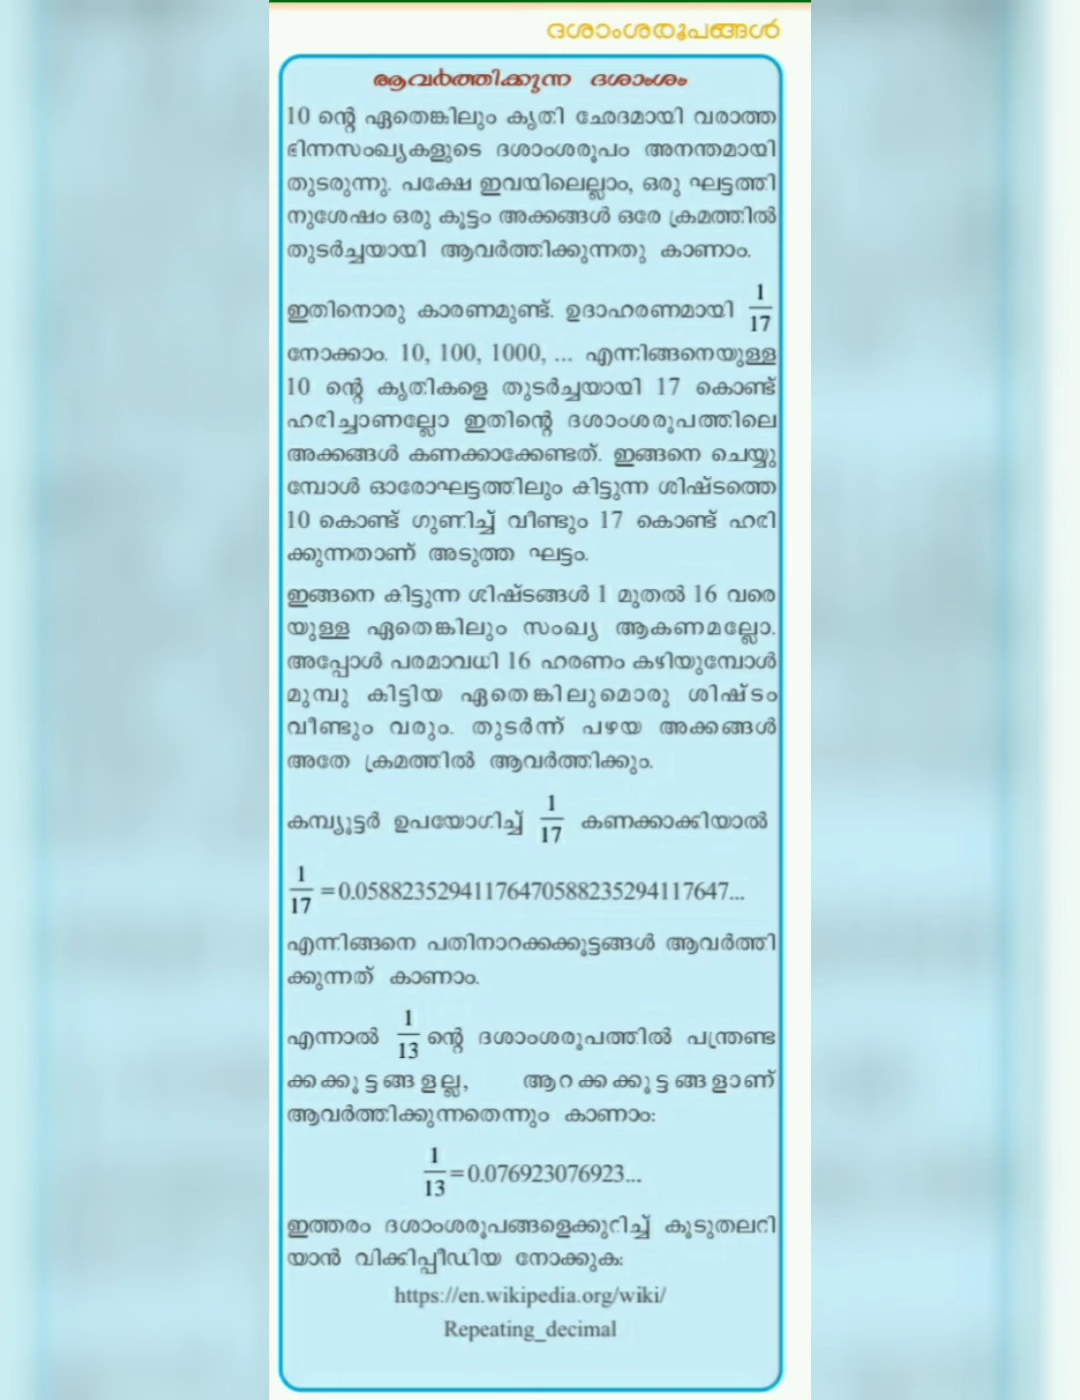 ദശാംശരൂപങ്ങൾ
ആവർത്തിക്കുന്ന ദശാംശം
10 ന്റെ ഏതെങ്കിലും കൃതി ഛേദമായി വരാത്ത
ഭിന്നസംഖ്യകളുടെ ദശാംശരൂപം അനന്തമായി
തുടരുന്നു. പക്ഷേ ഇവയിലെല്ലാം, ഒരു ഘട്ടത്തി
നുശേഷം ഒരു കൂട്ടം അക്കങ്ങൾ ഒരേ ക്രമത്തിൽ
തുടർച്ചയായി ആവർത്തിക്കുന്നതു കാണാം.
ഇതിനൊരു കാരണമുണ്ട്. ഉദാഹരണമായി 1/17
നോക്കാം. 10, 100, 1000, ... എന്നിങ്ങനെയുള്ള
10 ന്റെ കൃതികളെ തുടർച്ചയായി 17 കൊണ്ട്
ഹരിച്ചാണല്ലോ ഇതിന്റെ ദശാംശരൂപത്തിലെ
അക്കങ്ങൾ കണക്കാക്കേണ്ടത്. ഇങ്ങനെ ചെയ്യു
മ്പോൾ ഓരോഘട്ടത്തിലും കിട്ടുന്ന ശിഷ്ടത്തെ
10 കൊണ്ട് ഗുണിച്ച് വീണ്ടും 17 കൊണ്ട് ഹരി
ക്കുന്നതാണ് അടുത്ത ഘട്ടം.
ഇങ്ങനെ കിട്ടുന്ന ശിഷ്ടങ്ങൾ 1 മുതൽ 16 വരെ
യുള്ള ഏതെങ്കിലും സംഖ്യ ആകണമല്ലോ.
അപ്പോൾ പരമാവധി 16 ഹരണം കഴിയുമ്പോൾ
മുമ്പു കിട്ടിയ ഏതെങ്കിലുമൊരു ശിഷ്ടം
വീണ്ടും വരും. തുടർന്ന് പഴയ അക്കങ്ങൾ
അതേ ക്രമത്തിൽ ആവർത്തിക്കും.
കമ്പ്യൂട്ടർ ഉപയോഗിച്ച് 1/17 കണക്കാക്കിയാൽ
1/17 = 0.05882352941176470588235294117647...
എന്നിങ്ങനെ പതിനാറക്കക്കൂട്ടങ്ങൾ ആവർത്തി
ക്കുന്നത് കാണാം.
എന്നാൽ 1/13 ന്റെ ദശാംശരൂപത്തിൽ പന്ത്രണ്ട
ക്കക്കൂട്ടങ്ങളല്ല, ആറക്കക്കൂട്ടങ്ങളാണ്
ആവർത്തിക്കുന്നതെന്നും കാണാം:
1/13 = 0.076923076923...
ഇത്തരം ദശാംശരൂപങ്ങളെക്കുറിച്ച് കൂടുതലറി
യാൻ വിക്കിപ്പീഡിയ നോക്കുക:
https://en.wikipedia.org/wiki/
Repeating_decimal